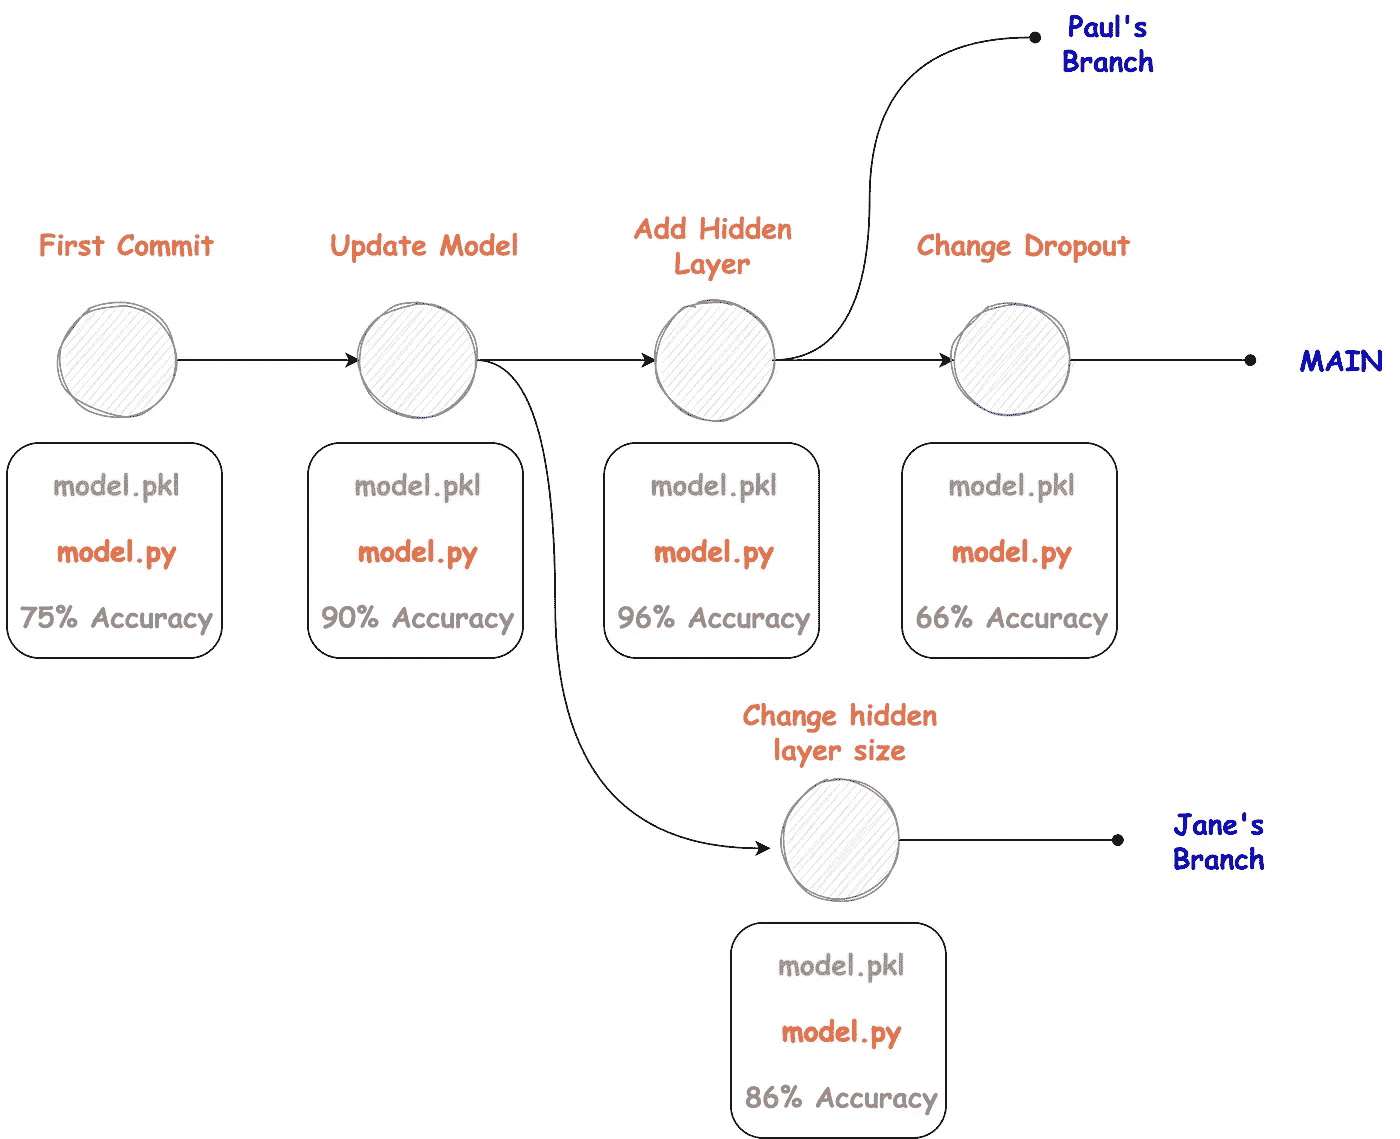 Paul's
Branch
First Commit
Update Model
Add Hidden
Layer
Change Dropout
MAIN
model.pkl
model.py
75% Accuracy
model.pkl
model.py
90% Accuracy
model.pkl
model.py
96% Accuracy
model.pkl
model.py
66% Accuracy
Change hidden
layer size
Jane's
Branch
model.pkl
model.py
86% Accuracy